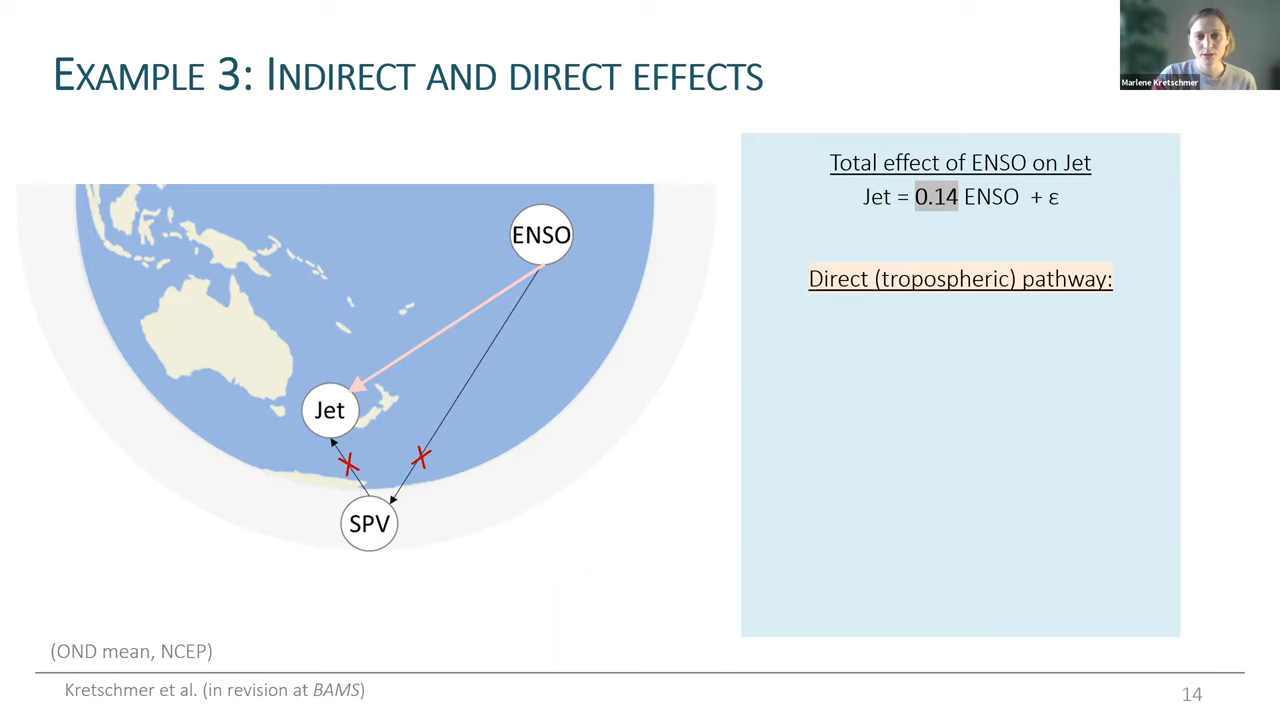 EXAMPLE 3: INDIRECT AND DIRECT EFFECTS
Marlene Kretschmer
Total effect of ENSO on Jet
Jet = 0.14 ENSO + ε
Direct (tropospheric) pathway:
ENSO
Jet
X X
SPV
(OND mean, NCEP)
Kretschmer et al. (in revision at BAMS)
14